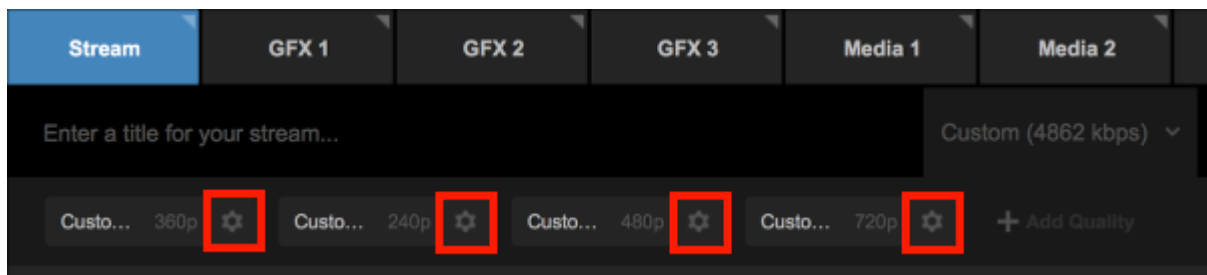 Stream GFX 1 GFX 2 GFX 3 Media 1 Media 2
Enter a title for your stream... Custom (4862 kbps)
Custo... 360p Custo... 240p Custo... 480p Custo... 720p + Add Quality